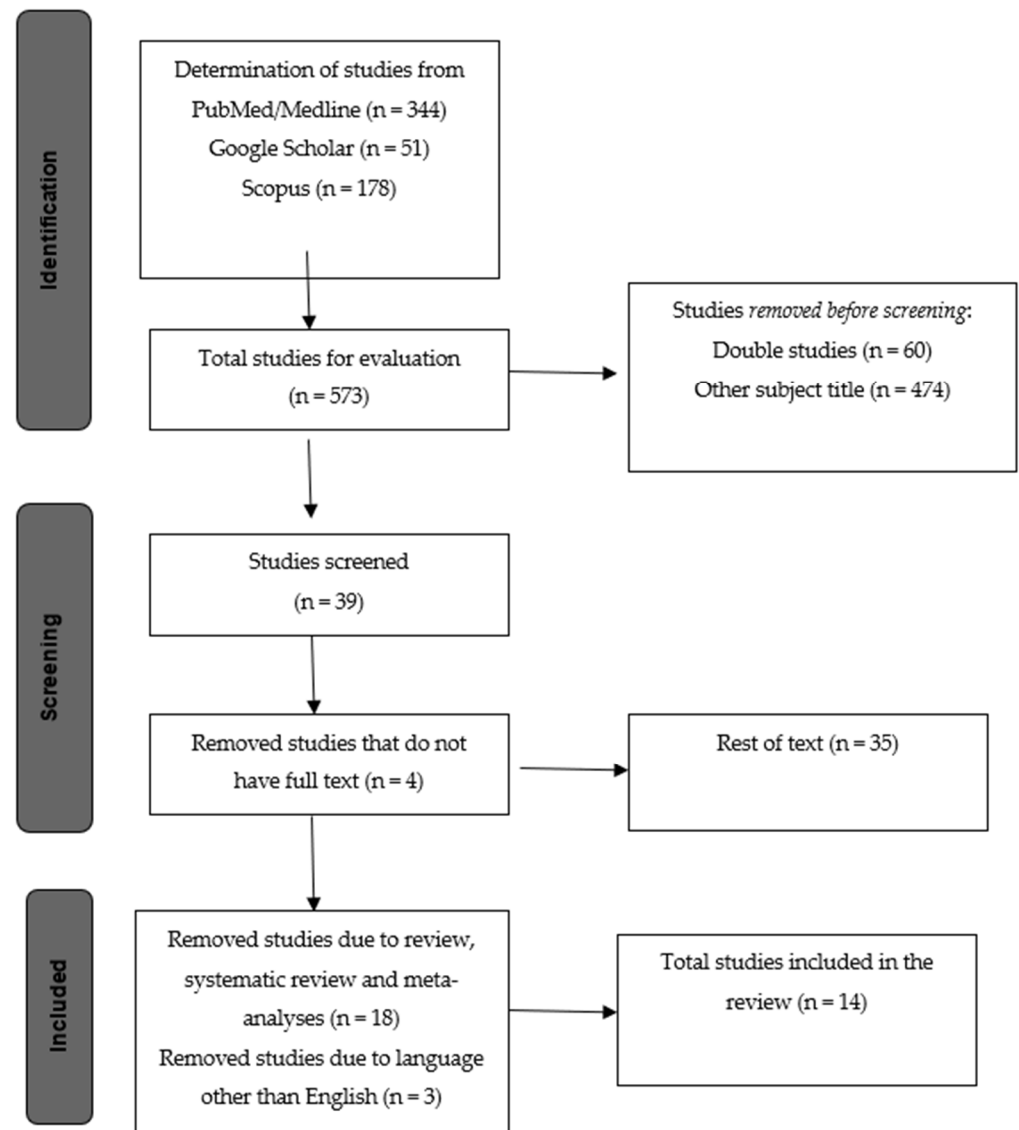 Identification
Determination of studies from
PubMed/Medline (n = 344)
Google Scholar (n = 51)
Scopus (n = 178)
Total studies for evaluation
(n = 573)
Studies removed before screening:
Double studies (n = 60)
Other subject title (n = 474)
Screening
Studies screened
(n = 39)
Removed studies that do not
have full text (n = 4)
Rest of text (n = 35)
Included
Removed studies due to review,
systematic review and meta-
analyses (n = 18)
Removed studies due to language
other than English (n = 3)
Total studies included in the
review (n = 14)